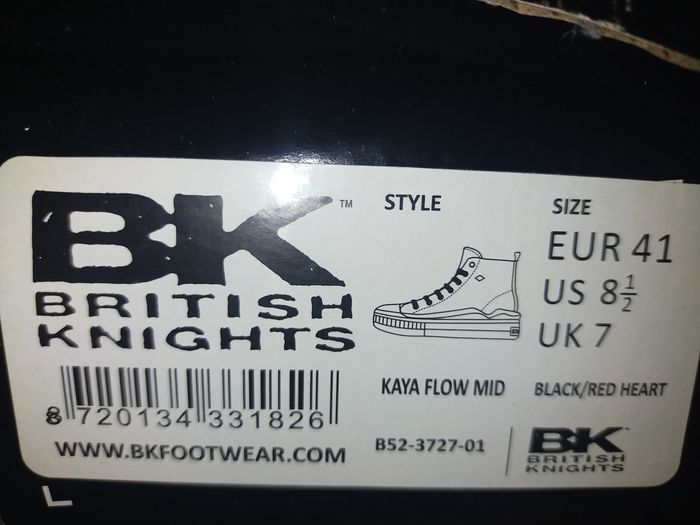 BK™
BRITISH
KNIGHTS
8 720134 331826
WWW.BKFOOTWEAR.COM
STYLE
KAYA FLOW MID
B52-3727-01
SIZE
EUR 41
US 8½
UK 7
BLACK/RED HEART
BK
BRITISH
KNIGHTS
L